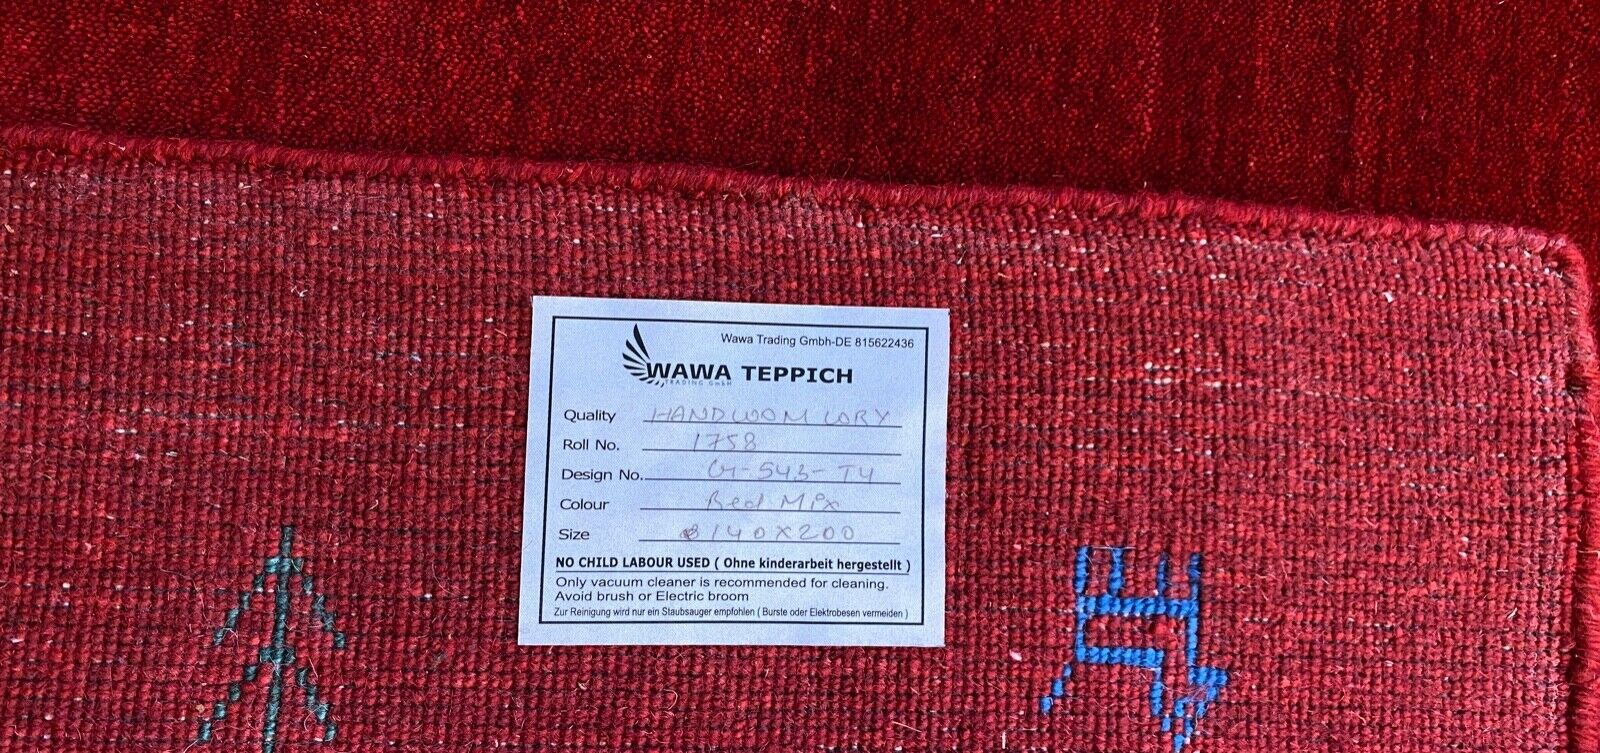 Wawa Trading Gmbh-DE 815622436
WAWA TEPPICH
TRADING GmbH
Quality HANDLOOM LORY
Roll No. 1758
Design No. 543-T4
Colour Red Mix
Size 140X200
NO CHILD LABOUR USED ( Ohne kinderarbeit hergestellt )
Only vacuum cleaner is recommended for cleaning.
Avoid brush or Electric broom
Zur Reinigung wird nur ein Staubsauger empfohlen ( Burste oder Elektrobesen vermeiden )